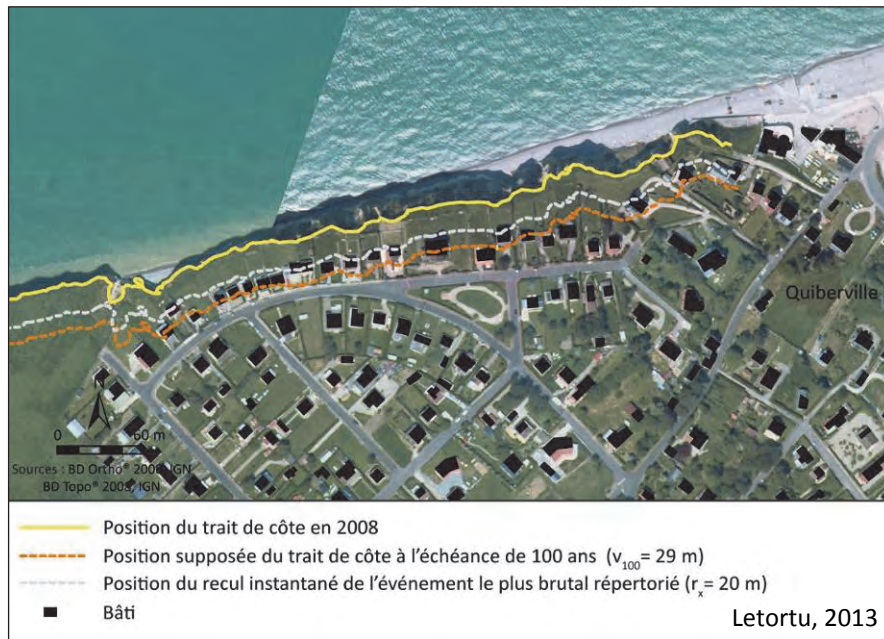 Quiberville
0 60 m
Sources : BD Ortho® 2008, IGN
BD Topo® 2008, IGN
Position du trait de côte en 2008
Position supposée du trait de côte à l'échéance de 100 ans (v100= 29 m)
Position du recul instantané de l'événement le plus brutal répertorié (rx= 20 m)
Bâti
Letortu, 2013